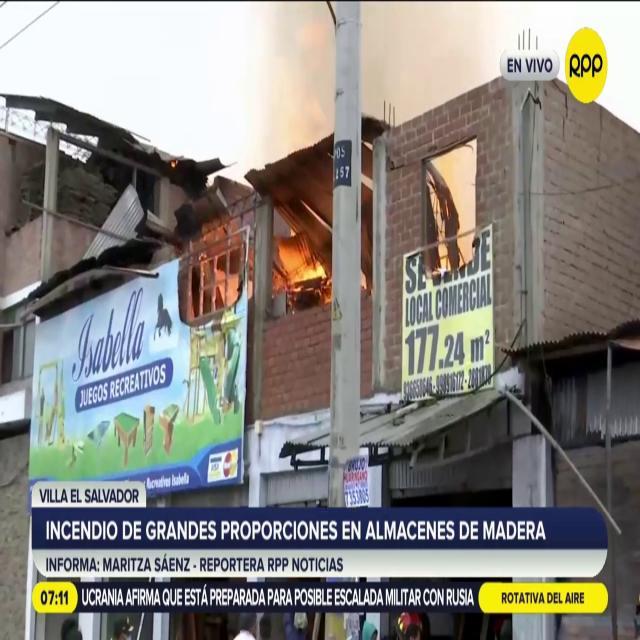 EN VIVO
rpp
Isabella
JUEGOS RECREATIVOS
VISA
SE VENDE
LOCAL COMERCIAL
177.24 m²
VILLA EL SALVADOR
INCENDIO DE GRANDES PROPORCIONES EN ALMACENES DE MADERA
INFORMA: MARITZA SÁENZ - REPORTERA RPP NOTICIAS
07:11
UCRANIA AFIRMA QUE ESTÁ PREPARADA PARA POSIBLE ESCALADA MILITAR CON RUSIA
ROTATIVA DEL AIRE